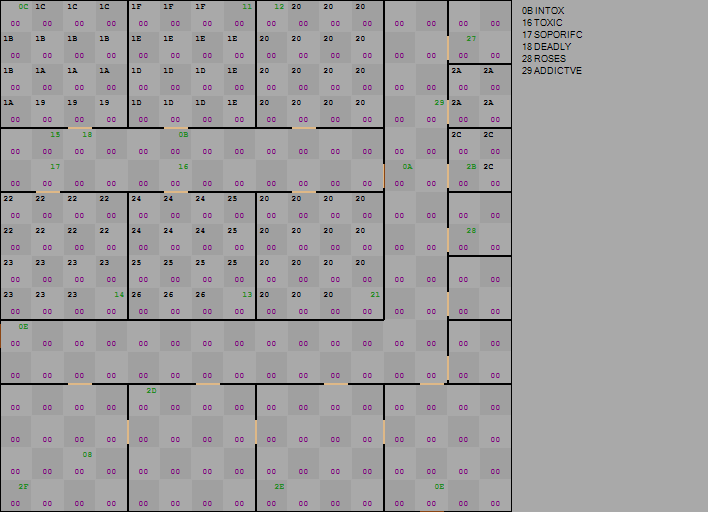 0C 1C 1C 1C 1F 1F 1F 11 12 20 20 20
00 00 00 00 00 00 00 00 00 00 00 00 00 00 00 00
1B 1B 1B 1B 1E 1E 1E 1E 20 20 20 20 27
00 00 00 00 00 00 00 00 00 00 00 00 00 00 00 00
1B 1A 1A 1A 1D 1D 1D 1E 20 20 20 20 2A 2A
00 00 00 00 00 00 00 00 00 00 00 00 00 00 00 00
1A 19 19 19 1D 1D 1D 1E 20 20 20 20 29 2A 2A
00 00 00 00 00 00 00 00 00 00 00 00 00 00 00 00
15 18 0B 2C 2C
00 00 00 00 00 00 00 00 00 00 00 00 00 00 00 00
17 16 0A 2B 2C
00 00 00 00 00 00 00 00 00 00 00 00 00 00 00 00
22 22 22 22 24 24 24 25 20 20 20 20
00 00 00 00 00 00 00 00 00 00 00 00 00 00 00 00
22 22 22 22 24 24 24 25 20 20 20 20 28
00 00 00 00 00 00 00 00 00 00 00 00 00 00 00 00
23 23 23 23 25 25 25 25 20 20 20 20
00 00 00 00 00 00 00 00 00 00 00 00 00 00 00 00
23 23 23 14 26 26 26 13 20 20 20 21
00 00 00 00 00 00 00 00 00 00 00 00 00 00 00 00
0E
00 00 00 00 00 00 00 00 00 00 00 00 00 00 00 00
00 00 00 00 00 00 00 00 00 00 00 00 00 00 00 00
2D
00 00 00 00 00 00 00 00 00 00 00 00 00 00 00 00
00 00 00 00 00 00 00 00 00 00 00 00 00 00 00 00
08
00 00 00 00 00 00 00 00 00 00 00 00 00 00 00 00
2F 2E 0E
00 00 00 00 00 00 00 00 00 00 00 00 00 00 00 00
0B INTOX
16 TOXIC
17 SOPORIFC
18 DEADLY
28 ROSES
29 ADDICTVE